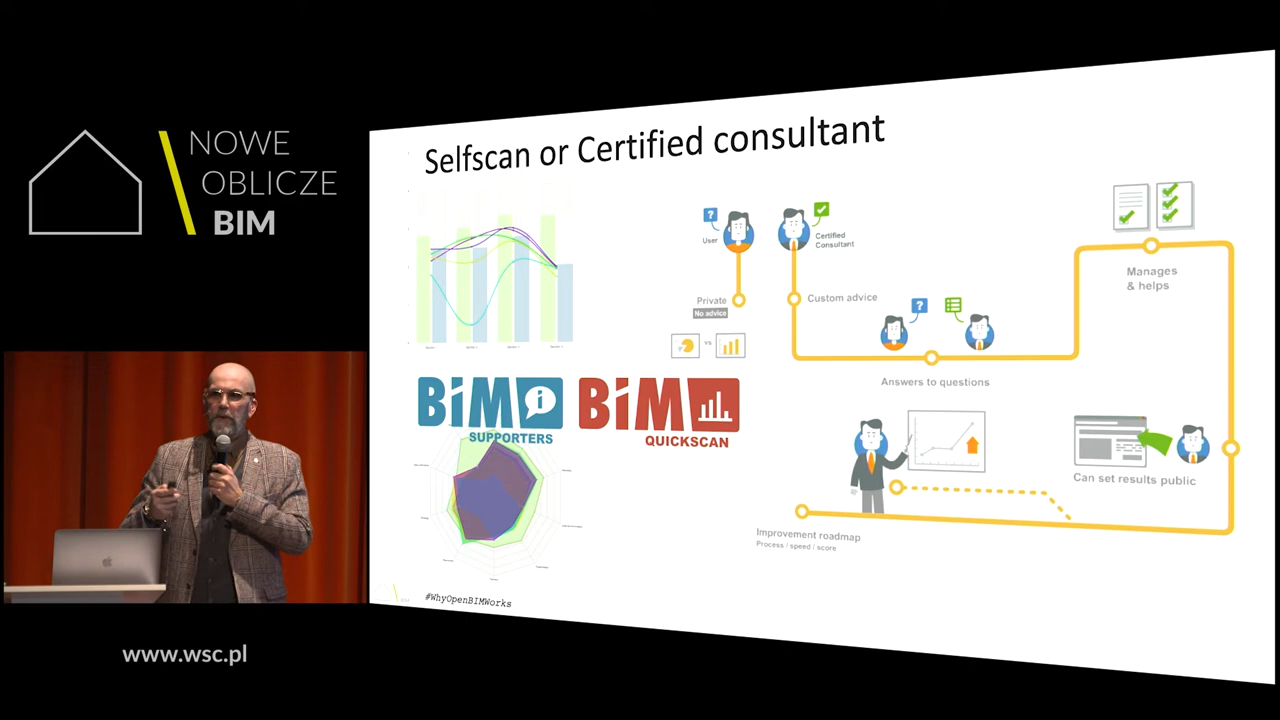 NOWE
OBLICZE
BIM
Selfscan or Certified consultant
User
Certified
Consultant
Private
No advice
VS
Custom advice
Answers to questions
Manages
& helps
Can set results public
Improvement roadmap
Process / speed / score
BiM
SUPPORTERS
BiM
QUICKSCAN
#WhyOpenBIMWorks
www.wsc.pl